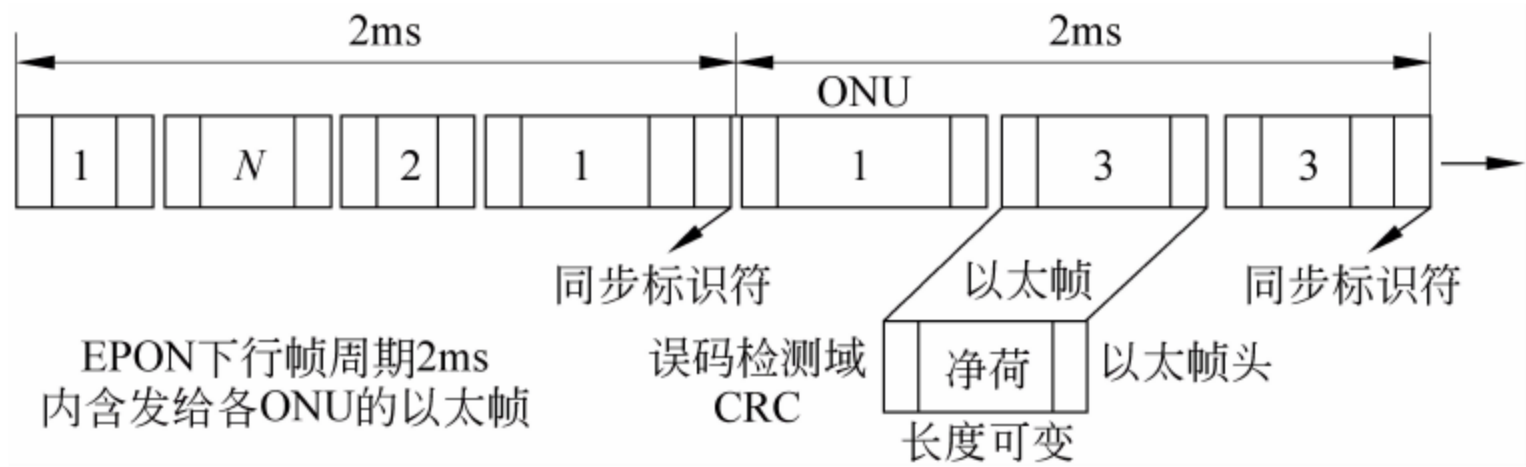 2ms
2ms
ONU
1
N
2
1
1
3
3
同步标识符
以太帧
同步标识符
EPON下行帧周期2ms
内含发给各ONU的以太帧
误码检测域
CRC
净荷
以太帧头
长度可变